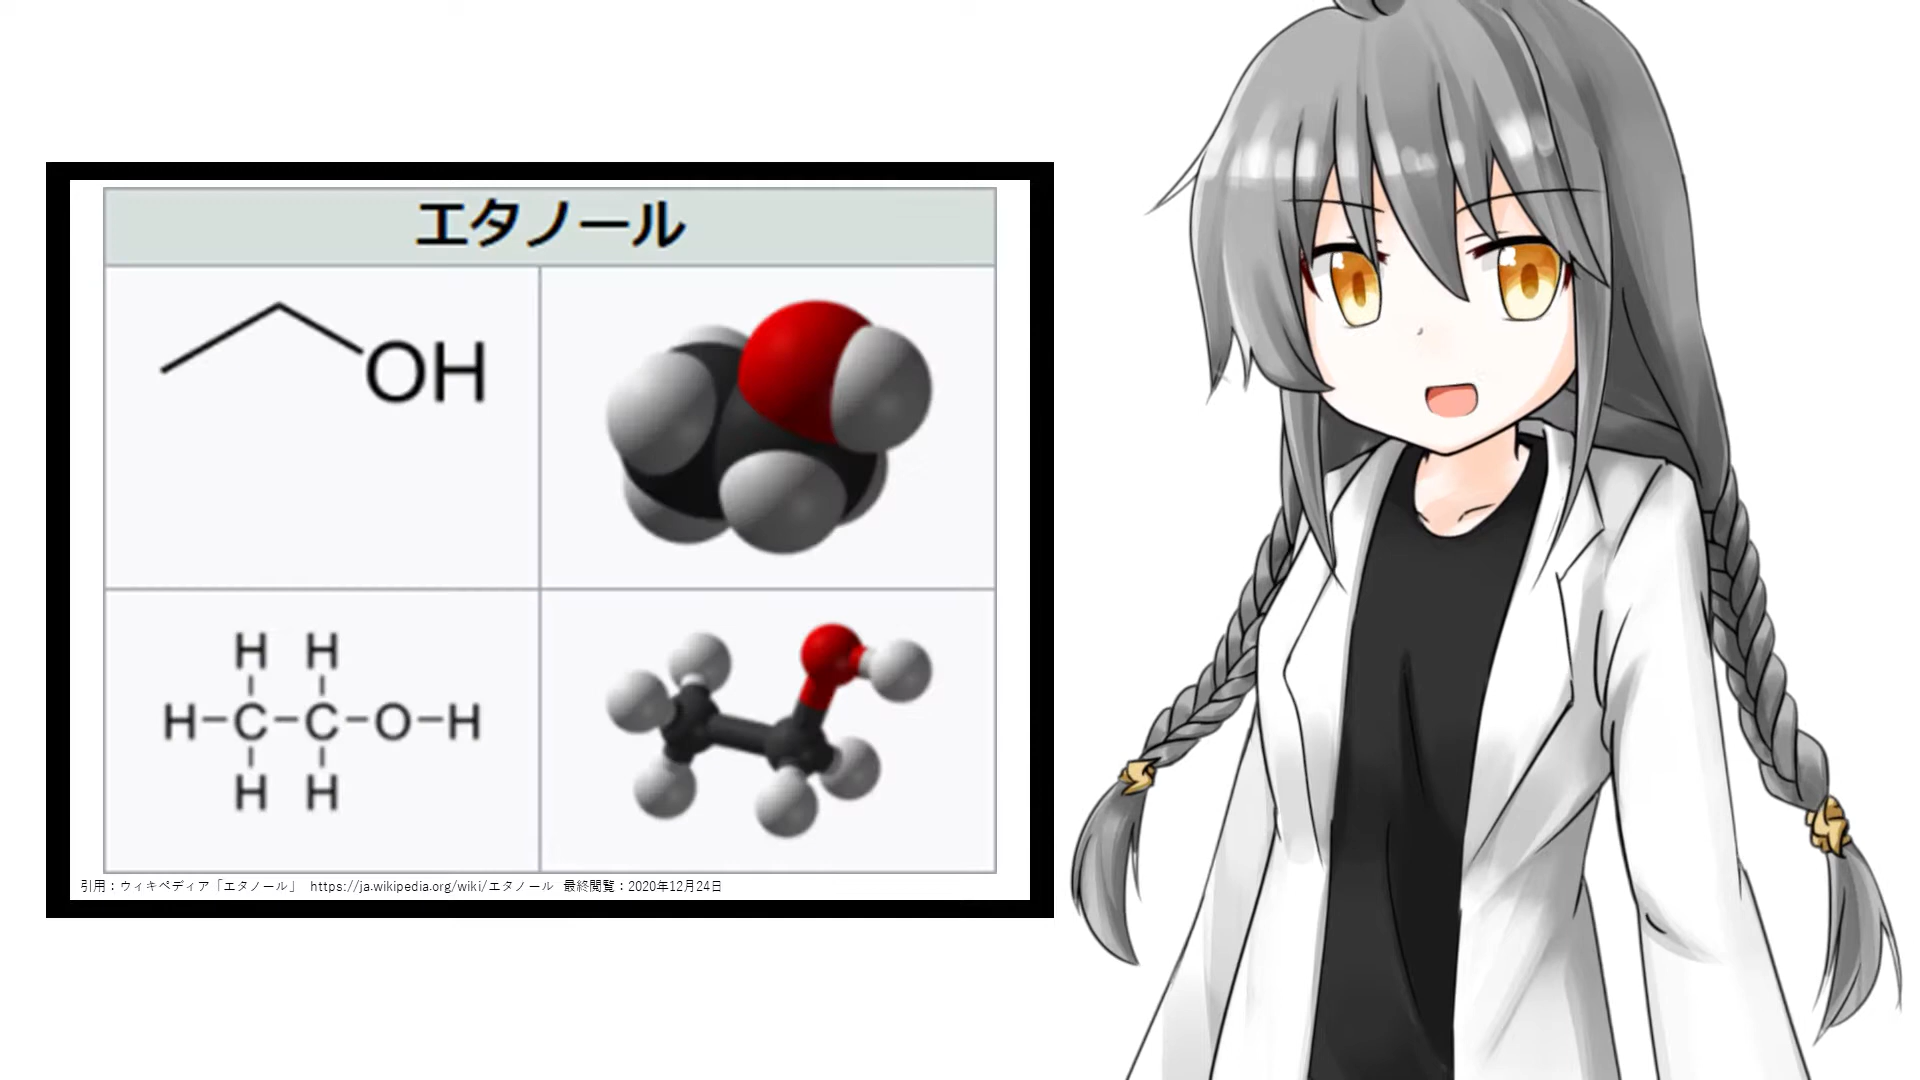 エタノール
OH
H H
H-C-C-O-H
H H
引用：ウィキペディア「エタノール」 https://ja.wikipedia.org/wiki/エタノール 最終閲覧：2020年12月24日